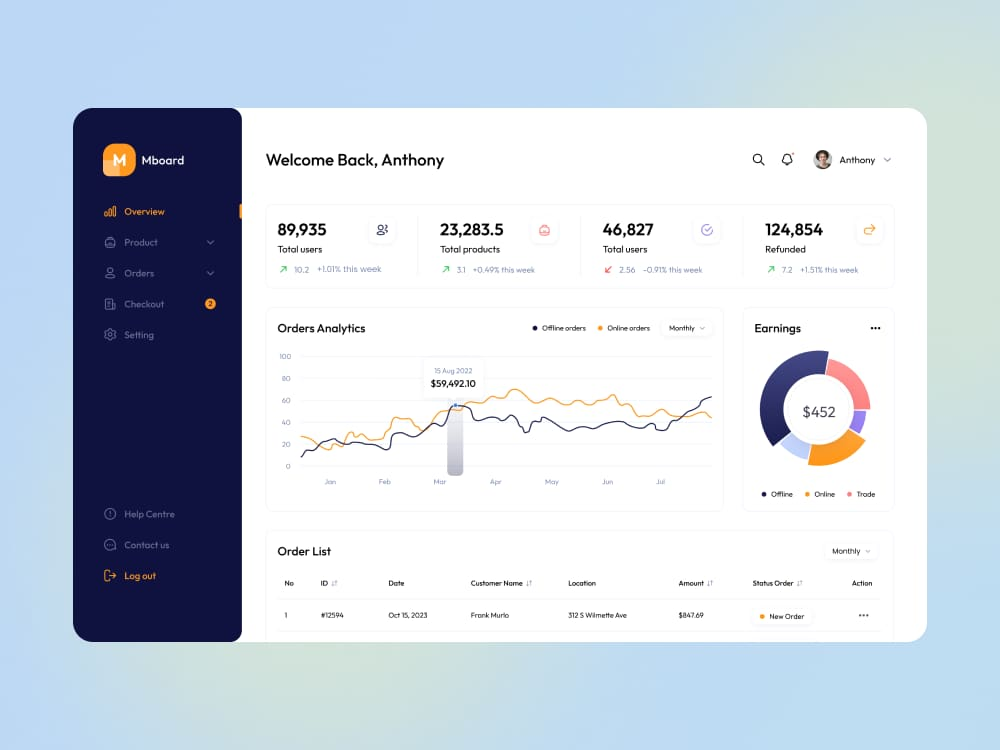 M Mboard
Overview
Product
Orders
Checkout 2
Setting
Help Centre
Contact us
Log out
Welcome Back, Anthony
Anthony
89,935
Total users
10.2 +1.01% this week
23,283.5
Total products
3.1 +0.49% this week
46,827
Total users
2.56 -0.91% this week
124,854
Refunded
7.2 +1.51% this week
Orders Analytics
Offline orders Online orders Monthly
100
80
60
40
20
0
15 Aug 2022
$59,492.10
Jan Feb Mar Apr May Jun Jul
Earnings
$452
Offline Online Trade
Order List
Monthly
No ID Date Customer Name Location Amount Status Order Action
1 #12594 Oct 15, 2023 Frank Murlo 312 S Wilmette Ave $847.69 New Order